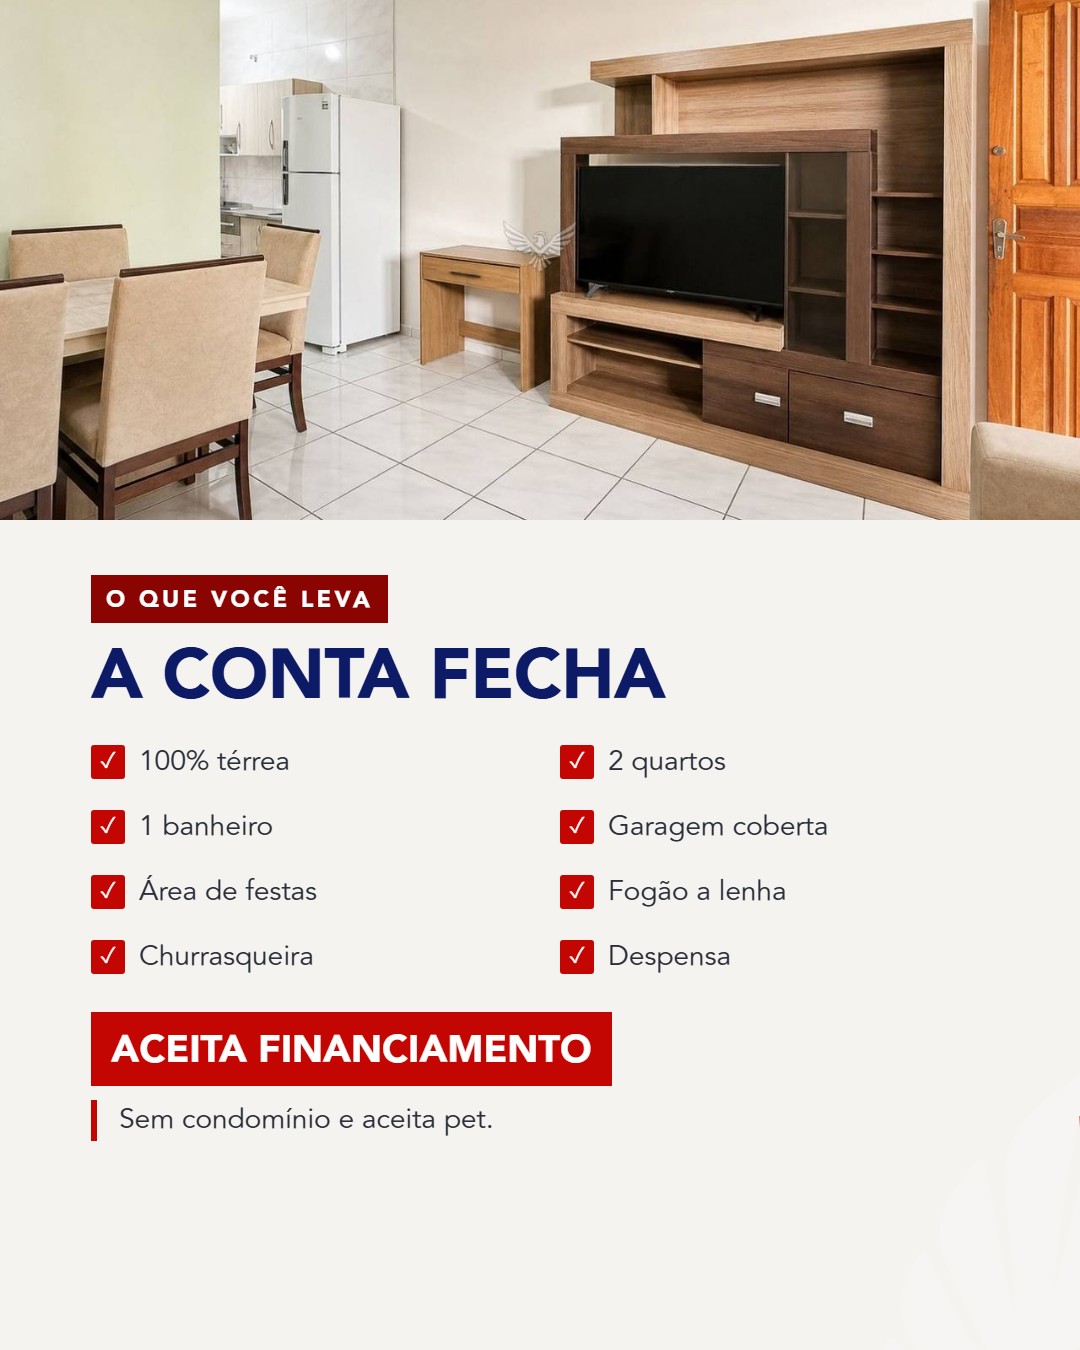 O QUE VOCÊ LEVA
A CONTA FECHA
100% térrea
2 quartos
1 banheiro
Garagem coberta
Área de festas
Fogão a lenha
Churrasqueira
Despensa
ACEITA FINANCIAMENTO
Sem condomínio e aceita pet.